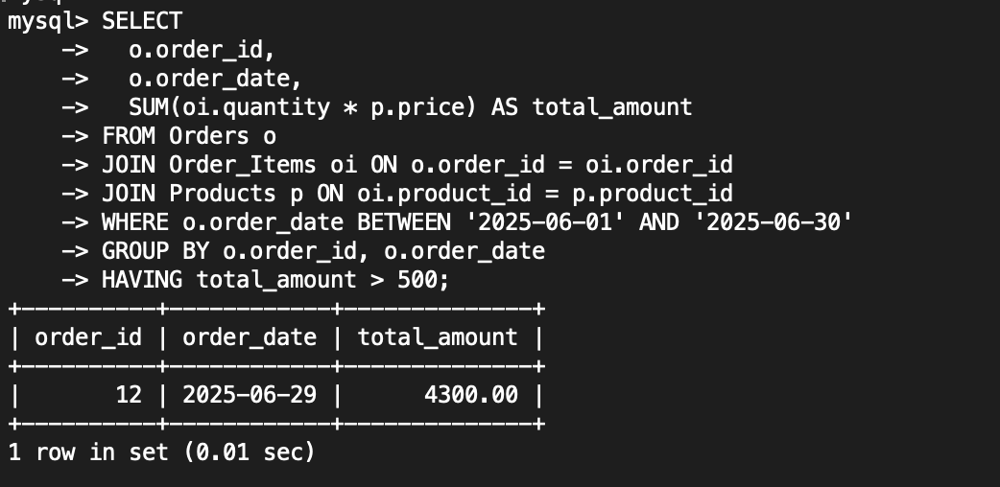 mysql> SELECT
    ->   o.order_id,
    ->   o.order_date,
    ->   SUM(oi.quantity * p.price) AS total_amount
    -> FROM Orders o
    -> JOIN Order_Items oi ON o.order_id = oi.order_id
    -> JOIN Products p ON oi.product_id = p.product_id
    -> WHERE o.order_date BETWEEN '2025-06-01' AND '2025-06-30'
    -> GROUP BY o.order_id, o.order_date
    -> HAVING total_amount > 500;
+----------+------------+--------------+
| order_id | order_date | total_amount |
+----------+------------+--------------+
|       12 | 2025-06-29 |      4300.00 |
+----------+------------+--------------+
1 row in set (0.01 sec)